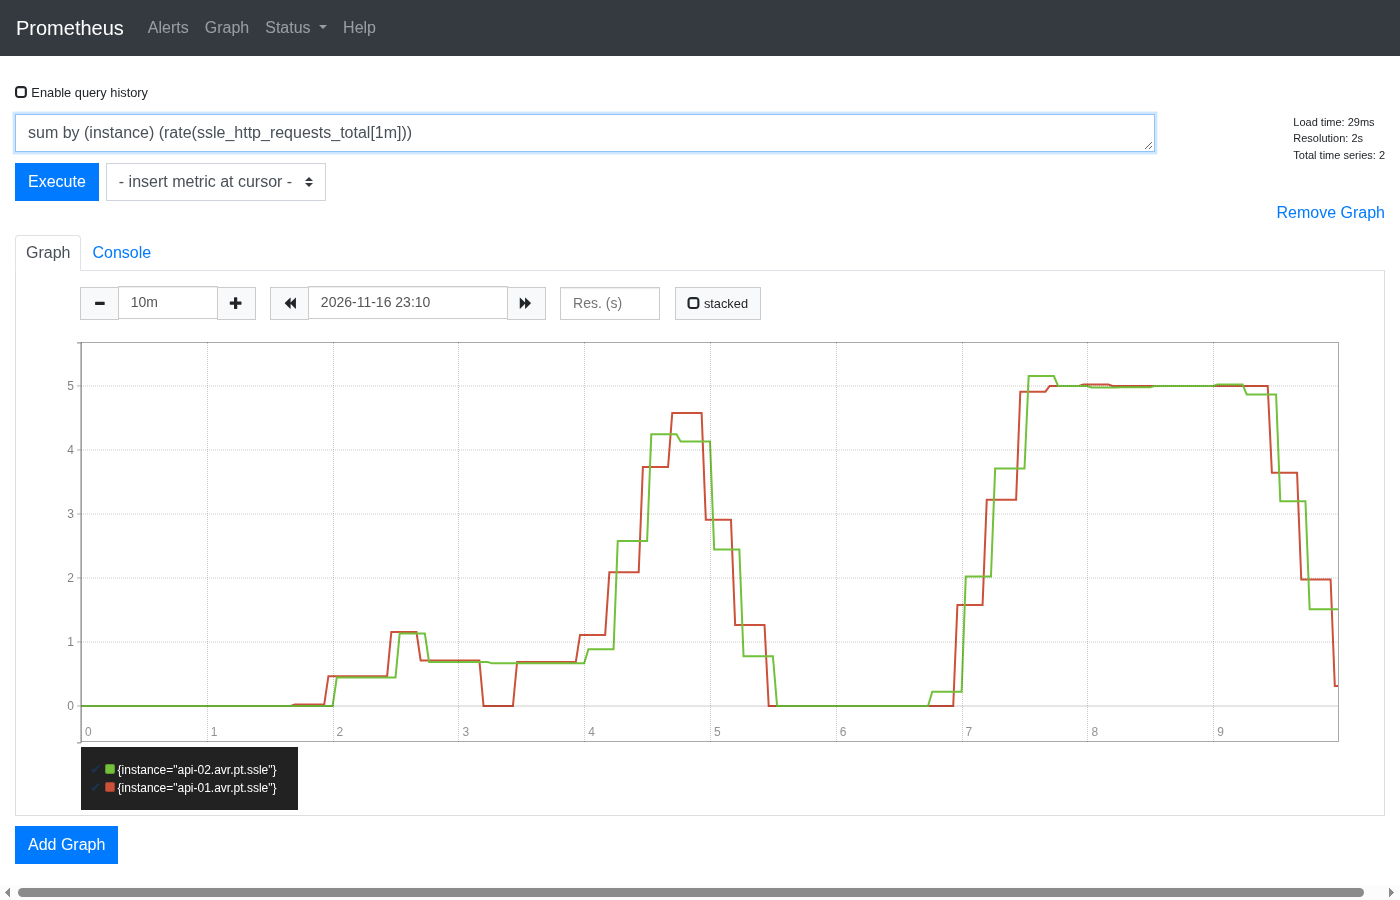 Prometheus Alerts Graph Status Help
Enable query history
sum by (instance) (rate(ssle_http_requests_total[1m]))
Load time: 29ms
Resolution: 2s
Total time series: 2
Execute - insert metric at cursor -
Remove Graph
Graph Console
10m 2026-11-16 23:10 Res. (s) stacked
5
4
3
2
1
0
0 1 2 3 4 5 6 7 8 9
{instance="api-02.avr.pt.ssle"}
{instance="api-01.avr.pt.ssle"}
Add Graph